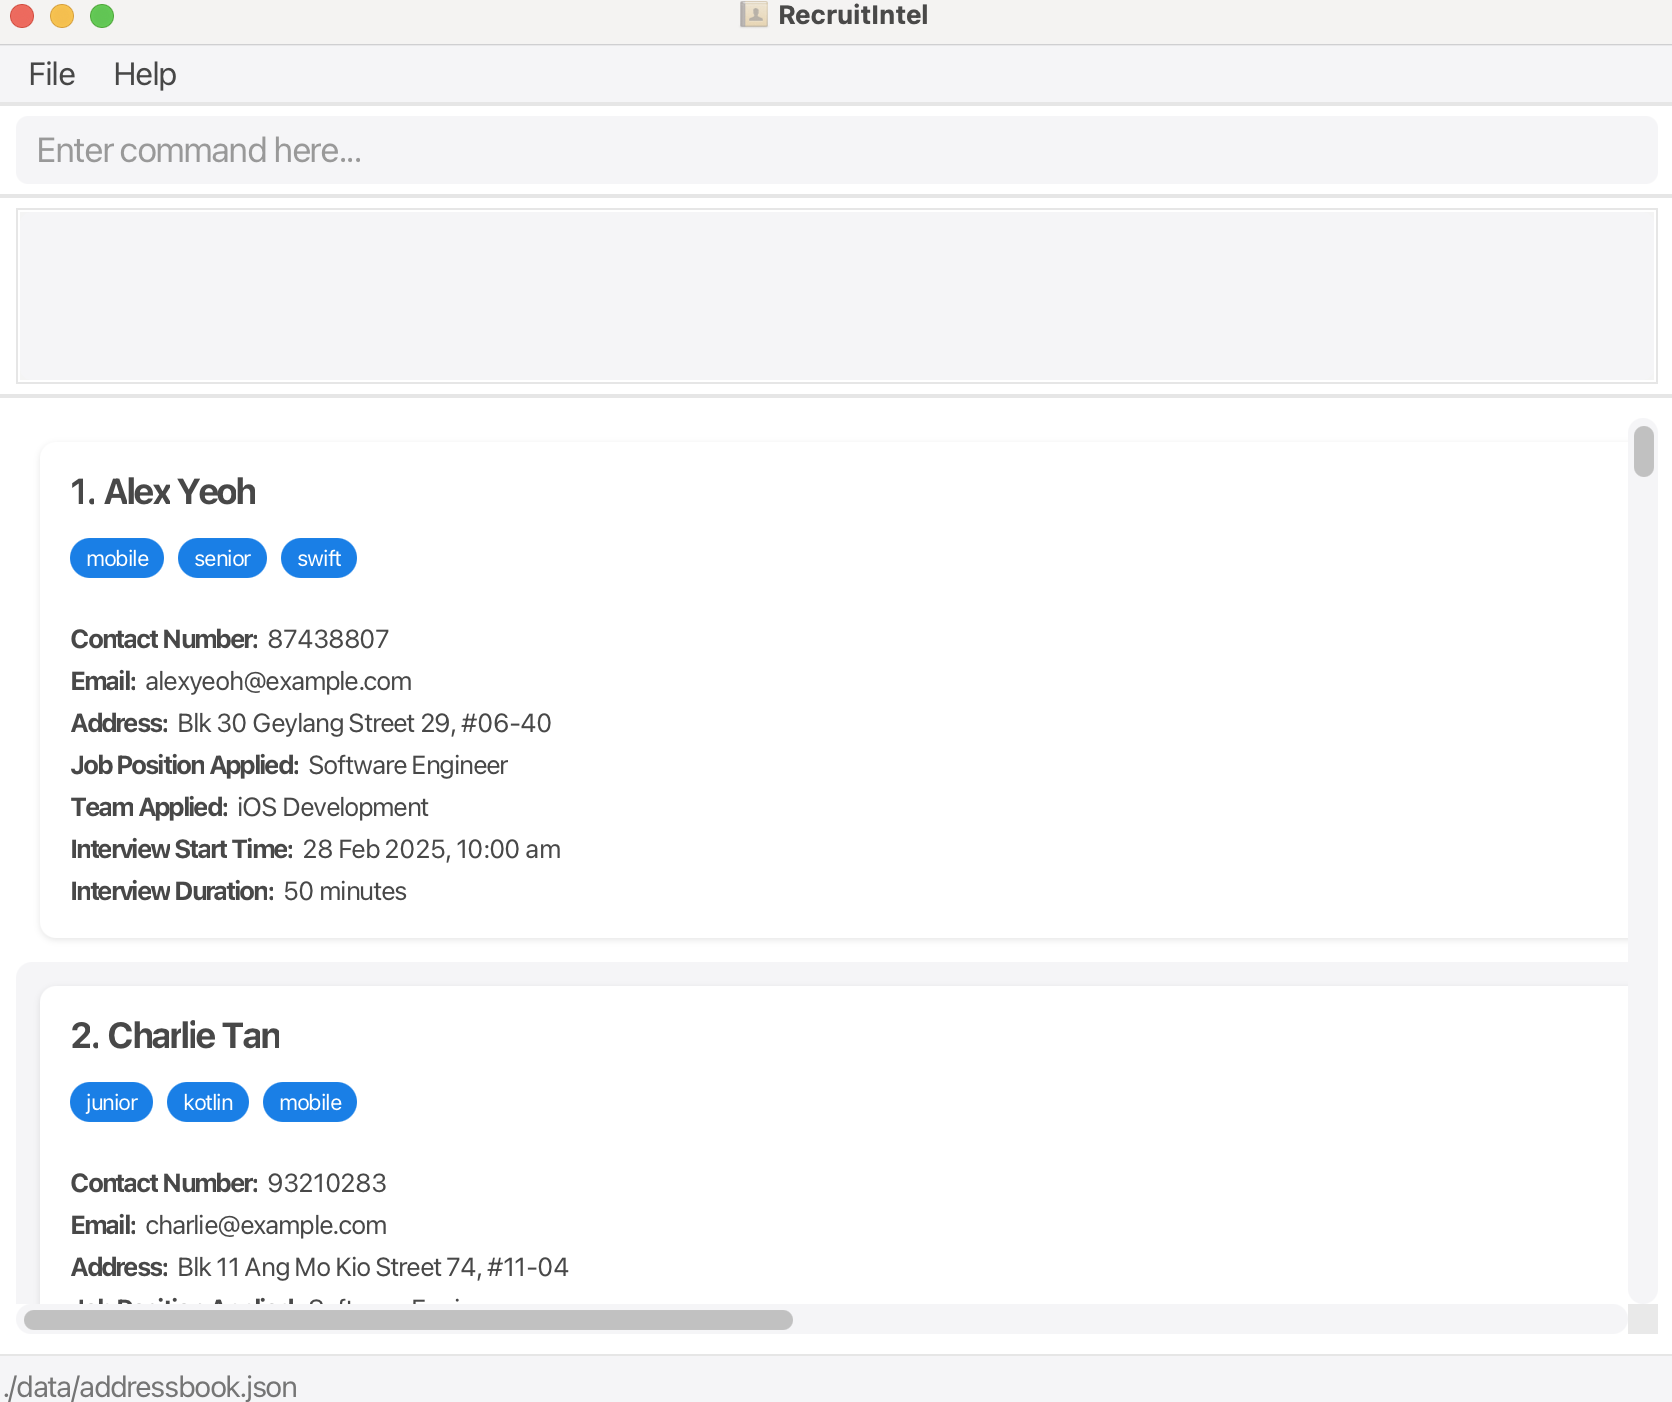 RecruitIntel
File Help
Enter command here...
1. Alex Yeoh
mobile senior swift
Contact Number: 87438807
Email: alexyeoh@example.com
Address: Blk 30 Geylang Street 29, #06-40
Job Position Applied: Software Engineer
Team Applied: iOS Development
Interview Start Time: 28 Feb 2025, 10:00 am
Interview Duration: 50 minutes
2. Charlie Tan
junior kotlin mobile
Contact Number: 93210283
Email: charlie@example.com
Address: Blk 11 Ang Mo Kio Street 74, #11-04
./data/addressbook.json